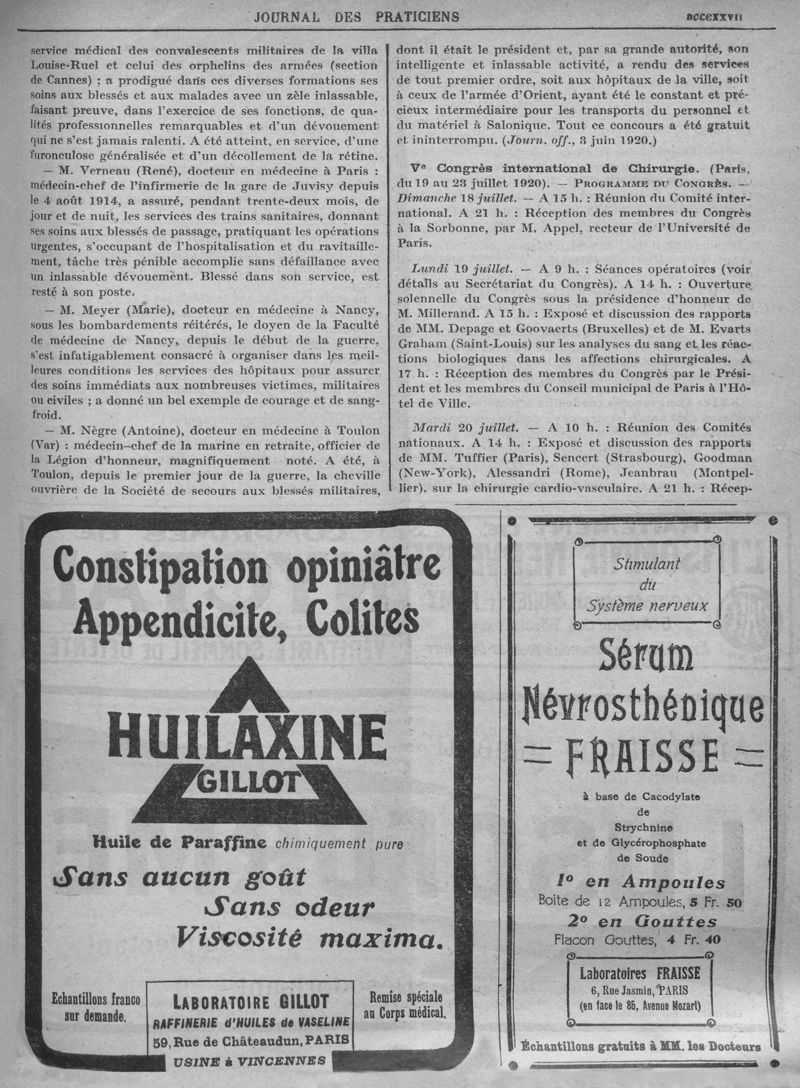 JOURNAL DES PRATICIENS
service médical des convalescents militaires de la villa
Louise-Ruel et celui des orphelins des armées (section
de Cannes) ; a prodigué dans ces diverses formations ses
soins aux blessés et aux malades avec un zèle inlassable,
faisant preuve, dans l'exercice de ses fonctions, de qua-
lités professionnelles remarquables et d'un dévouement
qui ne s'est jamais ralenti. A été atteint, en service, d'une
furonculose généralisée et d'un décollement de la rétine.
— M. Verneau (René), docteur en médecine à Paris :
médecin-chef de l'infirmerie de la gare de Juvisy depuis
le 4 août 1914, a assuré, pendant trente-deux mois, de
jour et de nuit, les services des trains sanitaires, donnant
ses soins aux blessés de passage, pratiquant les opérations
urgentes, s'occupant de l'hospitalisation et du ravitaille-
ment, tâche très pénible accomplie sans défaillance avec
un inlassable dévouement. Blessé dans son service, est
resté à son poste.
— M. Meyer (Marie), docteur en médecine à Nancy,
sous les bombardements réitérés, le doyen de la Faculté
de médecine de Nancy, depuis le début de la guerre,
s'est infatigablement consacré à organiser dans les meil-
leures conditions les services des hôpitaux pour assurer
des soins immédiats aux nombreuses victimes, militaires
ou civiles ; a donné un bel exemple de courage et de sang-
froid.
— M. Nègre (Antoine), docteur en médecine à Toulon
(Var) : médecin-chef de la marine en retraite, officier de
la Légion d'honneur, magnifiquement noté. A été, à
Toulon, depuis le premier jour de la guerre, la cheville
ouvrière de la Société de secours aux blessés militaires,
dont il était le président et, par sa grande autorité, son
intelligente et inlassable activité, a rendu des services
de tout premier ordre, soit aux hôpitaux de la ville, soit
à ceux de l'armée d'Orient, ayant été le constant et pré-
cieux intermédiaire pour les transports du personnel et
du matériel à Salonique. Tout ce concours a été gratuit
et ininterrompu. (Journ. off., 3 juin 1920.)
Ve Congrès international de Chirurgie. (Paris,
du 19 au 23 juillet 1920). — PROGRAMME DU CONGRÈS. —
Dimanche 18 juillet. — A 15 h. : Réunion du Comité inter-
national. A 21 h. : Réception des membres du Congrès
à la Sorbonne, par M. Appel, recteur de l'Université de
Paris.
Lundi 19 juillet. — A 9 h. : Séances opératoires (voir
détails au Secrétariat du Congrès). A 14 h. : Ouverture
solennelle du Congrès sous la présidence d'honneur de
M. Millerand. A 15 h. : Exposé et discussion des rapports
de MM. Depage et Goovaerts (Bruxelles) et de M. Evarts
Graham (Saint-Louis) sur les analyses du sang et les réac-
tions biologiques dans les affections chirurgicales. A
17 h. : Réception des membres du Congrès par le Prési-
dent et les membres du Conseil municipal de Paris à l'Hô-
tel de Ville.
Mardi 20 juillet. — A 10 h. : Réunion des Comités
nationaux. A 14 h. : Exposé et discussion des rapports
de MM. Tuffier (Paris), Sencert (Strasbourg), Goodman
(New-York), Alessandri (Rome), Jeanbrau (Montpel-
lier), sur la chirurgie cardio-vasculaire. A 21 h. : Récep-
Constipation opiniâtre
Appendicite, Colites
HUILAXINE
GILLOT
Huile de Paraffine chimiquement pure
Sans aucun goût
Sans odeur
Viscosité maxima.
Echantillons franco
sur demande.
LABORATOIRE GILLOT
RAFFINERIE d'HUILES de VASELINE
59, Rue de Châteaudun, PARIS
USINE à VINCENNES
Remise spéciale
au Corps médical.
Stimulant
du
Système nerveux
Sérum
Névrosthénique
= FRAISSE =
à base de Cacodylate
de
Strychnine
et de Glycérophosphate
de Soude
1º en Ampoules
Boîte de 12 Ampoules, 5 Fr. 50
2º en Gouttes
Flacon Gouttes, 4 Fr. 40
Laboratoires FRAISSE
6, Rue Jasmin, PARIS
(en face le 85, Avenue Mozart)
Échantillons gratuits à MM. les Docteurs